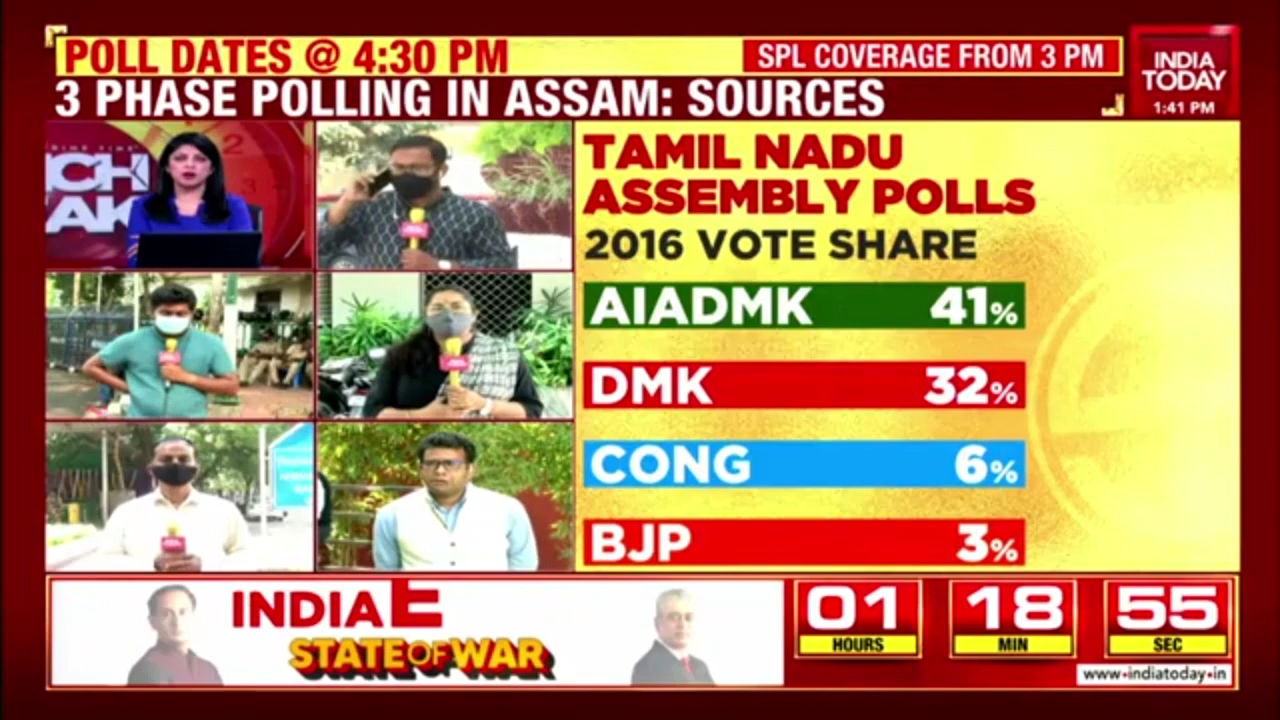 POLL DATES @ 4:30 PM
SPL COVERAGE FROM 3 PM
INDIA
TODAY
1:41 PM
3 PHASE POLLING IN ASSAM: SOURCES
TAMIL NADU
ASSEMBLY POLLS
2016 VOTE SHARE
AIADMK 41%
DMK 32%
CONG 6%
BJP 3%
INDIA
STATE OF WAR
01 18 55
HOURS MIN SEC
www.indiatoday.in